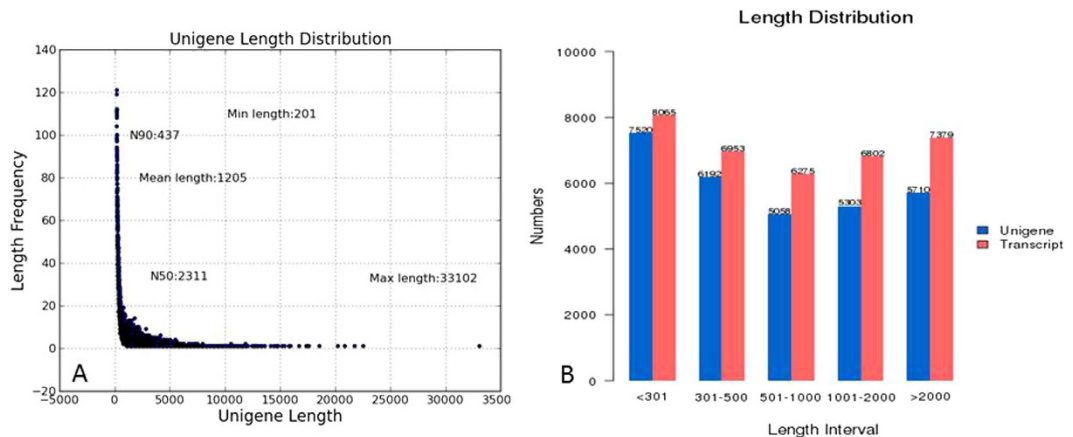 Unigene Length Distribution
140
120
100
80
60
40
20
0
−20
Length Frequency
Min length:201
N90:437
Mean length:1205
N50:2311
Max length:33102
A
−5000 0 5000 10000 15000 20000 25000 30000 3500
Unigene Length
Length Distribution
10000
8000
6000
4000
2000
0
Numbers
7520 8065
6192 6953
5058 6275
5303 6802
5710 7379
Unigene
Transcript
B
<301 301-500 501-1000 1001-2000 >2000
Length Interval